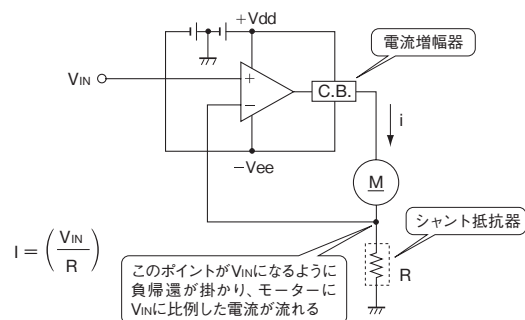 +Vdd
電流増幅器
VIN
+
−
C.B.
i
−Vee
M
シャント抵抗器
I = (VIN/R)
R
このポイントがVINになるように
負帰還が掛かり、モーターに
VINに比例した電流が流れる